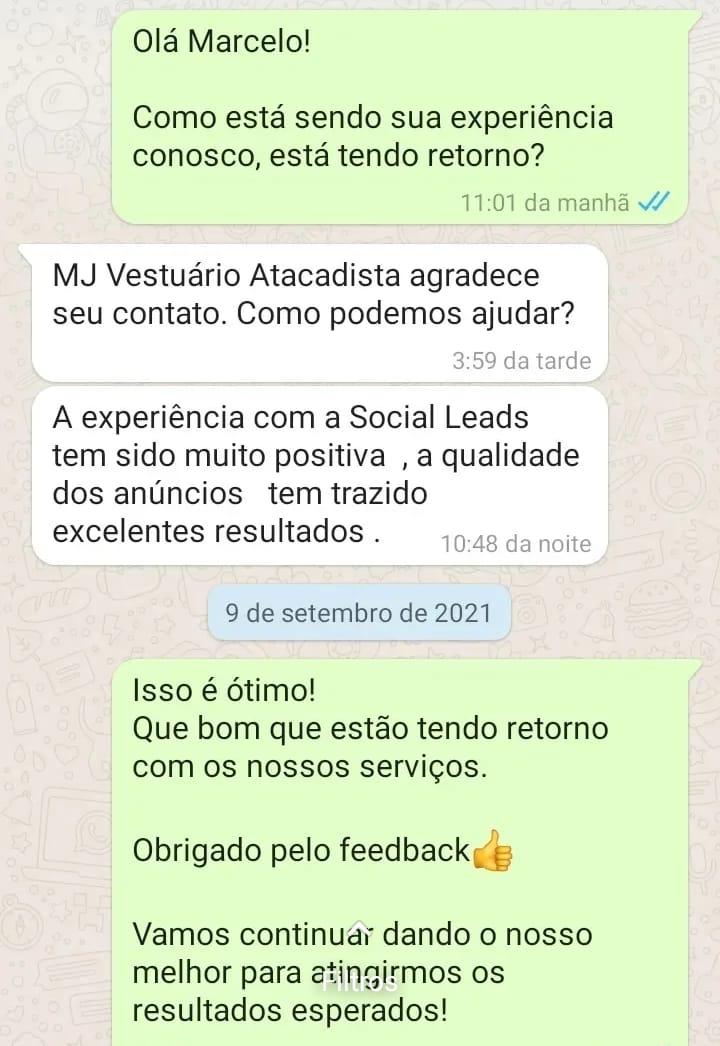 Olá Marcelo!
Como está sendo sua experiência
conosco, está tendo retorno?
11:01 da manhã
MJ Vestuário Atacadista agradece
seu contato. Como podemos ajudar?
3:59 da tarde
A experiência com a Social Leads
tem sido muito positiva , a qualidade
dos anúncios tem trazido
excelentes resultados .
10:48 da noite
9 de setembro de 2021
Isso é ótimo!
Que bom que estão tendo retorno
com os nossos serviços.
Obrigado pelo feedback👍
Vamos continuar dando o nosso
melhor para atingirmos os
Filtros
resultados esperados!